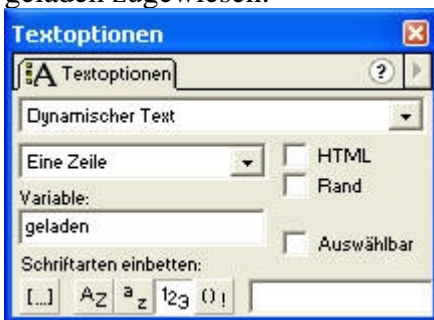 geladen zugewiesen.
Textoptionen
A Textoptionen ?
Dynamischer Text
Eine Zeile HTML
Rand
Variable:
geladen
Auswählbar
Schriftarten einbetten:
[...] AZ az 123 ()!